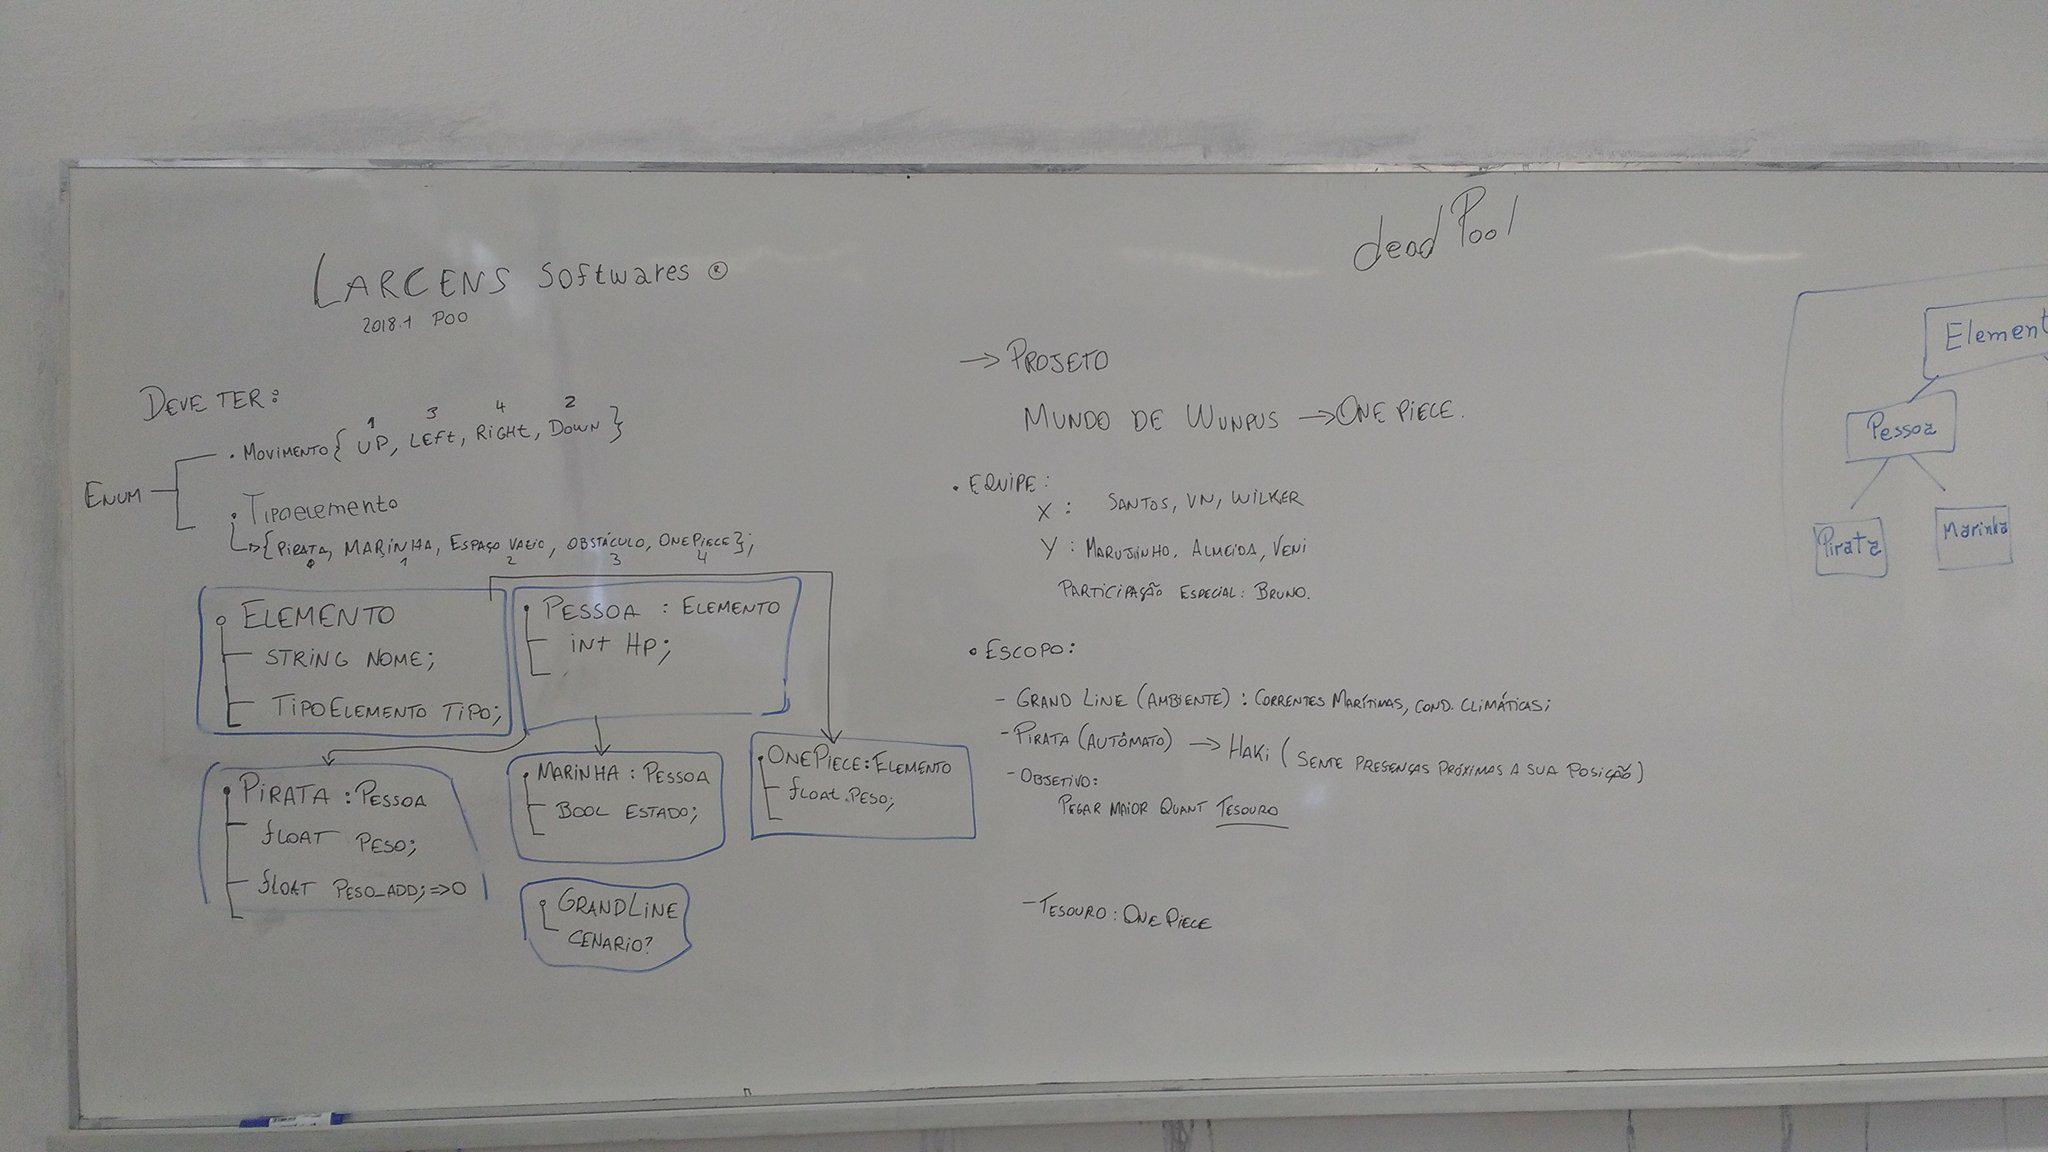 LARCENS Softwares ®
2018.1 POO
DEVE TER:
1 3 4 2
ENUM
• MOVIMENTO { UP, LEft, RiGHt, DOWN }
• TipoElemento
{PiRATA, MARiNHA, ESPAÇO VAZIO, OBSTÁCULO, ONEPIECE};
0 1 2 3 4
ELEMENTO
STRiNG NOME;
TiPOELEMENTO TiPO;
• PESSOA : ELEMENTO
iNt Hp;
• PiRATA : PESSOA
fLOAT PESO;
fLOAT PESO_ADD; => 0
• MARiNHA : PESSOA
BOOL ESTADO;
• ONEPIECE: ELEMENTO
fLOAt PESO;
GRANDLiNE
CENARiO?
deadPool
→ PROJETO
MUNDO DE WUNPUS → ONE PIECE.
• EQUiPE:
X : SANTOS, VN, WiLKER
Y : MARUJINHO, ALMEiDA, VENi
PARTiCiPAÇÃO ESPECiAL: BRUNO.
• ESCOPO:
- GRAND LiNE (AMBiENTE) : CORRENTES MARÍTiMAS, COND. CLiMÁTiCAS;
- PiRATA (AUTÔMATO) → HAKi ( SENTE PRESENÇAS PRÓXiMAS A SUA POSiÇÃO )
- OBJETiVO:
PEGAR MAiOR QUANT TESOURO
- TESOURO : ONE PiECE
Element
Pessoa
Pirata
Marinha